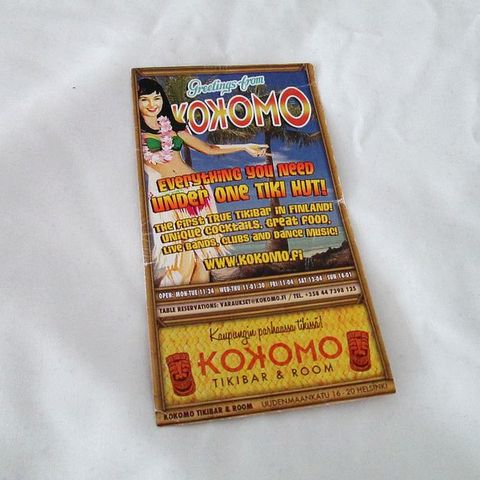 Greetings from
KOKOMO
EVERYTHING YOU NEED
UNDER ONE TIKI HUT!
THE FIRST TRUE TIKIBAR IN FINLAND!
UNIQUE COCKTAILS, GREAT FOOD,
LIVE BANDS, CLUBS AND DANCE MUSIC!
WWW.KOKOMO.FI
OPEN: MON-TUE 11-24 WED-THU 11-01:30 FRI 11-04 SAT 12-04 SUN 16-01
TABLE RESERVATIONS: VARAUKSET@KOKOMO.FI / TEL. +358 44 7398 125
Kaupungin parhaassa tikissä!
KOKOMO
TIKIBAR & ROOM
KOKOMO TIKIBAR & ROOM UUDENMAANKATU 16-20 HELSINKI